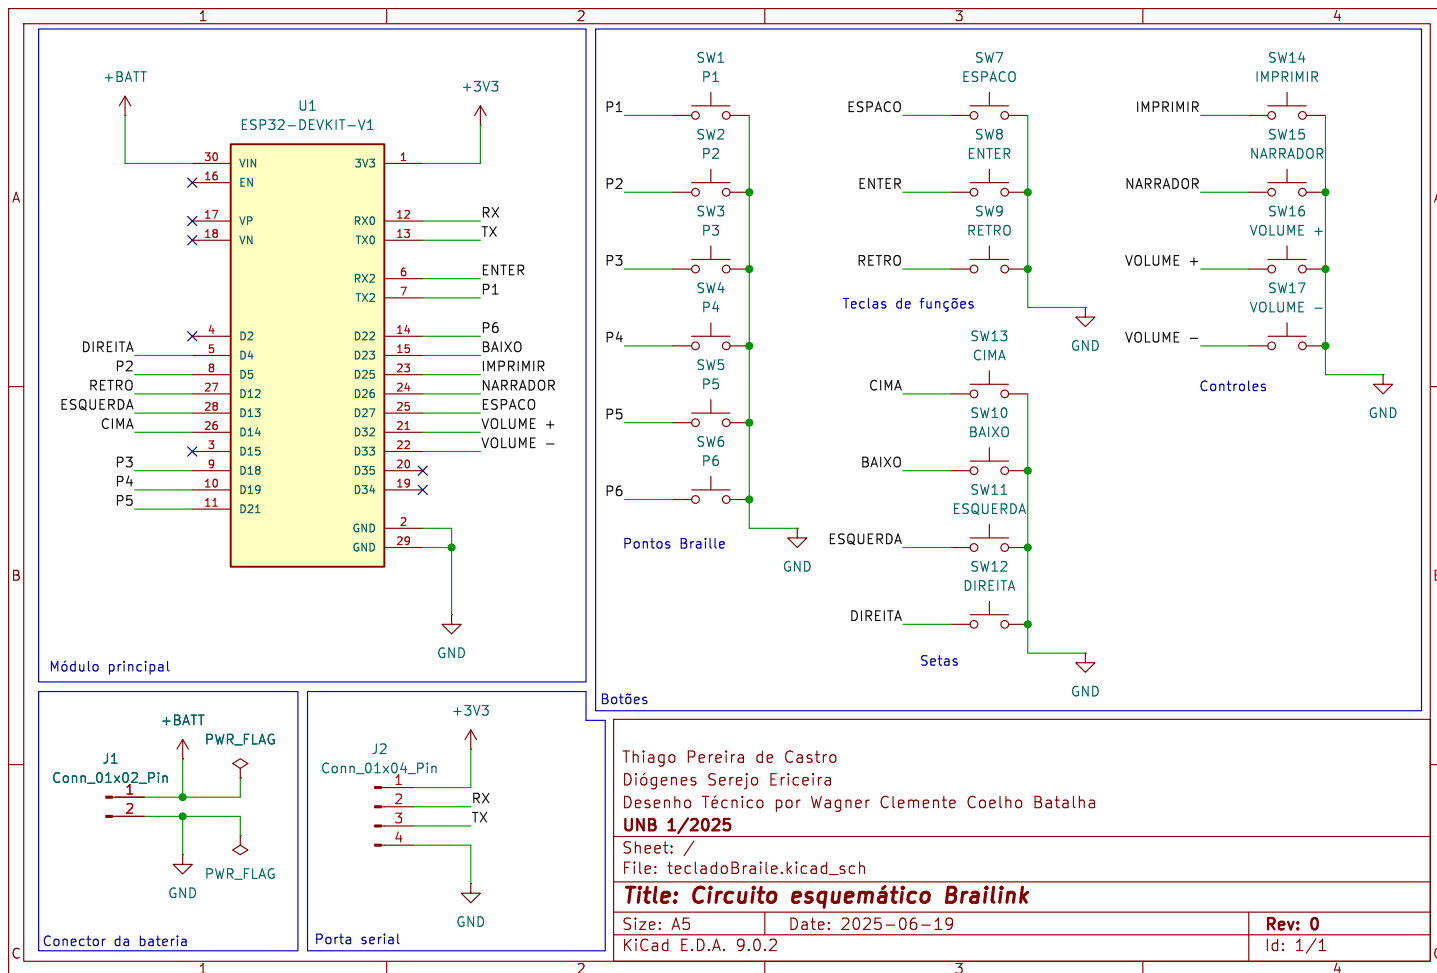 1 2 3 4
A
B
C
A
B
C
+BATT
+3V3
U1
ESP32-DEVKIT-V1
30 VIN
16 EN
17 VP
18 VN
4 D2
DIREITA 5 D4
P2 8 D5
RETRO 27 D12
ESQUERDA 28 D13
CIMA 26 D14
3 D15
P3 9 D18
P4 10 D19
P5 11 D21
3V3 1
RX0 12 RX
TX0 13 TX
RX2 6 ENTER
TX2 7 P1
D22 14 P6
D23 15 BAIXO
D25 23 IMPRIMIR
D26 24 NARRADOR
D27 25 ESPACO
D32 21 VOLUME +
D33 22 VOLUME -
D35 20
D34 19
GND 2
GND 29
GND
Módulo principal
SW1
P1
P1
SW2
P2
P2
SW3
P3
P3
SW4
P4
P4
SW5
P5
P5
SW6
P6
P6
GND
Pontos Braille
SW7
ESPACO
ESPACO
SW8
ENTER
ENTER
SW9
RETRO
RETRO
Teclas de funções
GND
SW13
CIMA
CIMA
SW10
BAIXO
BAIXO
SW11
ESQUERDA
ESQUERDA
SW12
DIREITA
DIREITA
Setas
GND
SW14
IMPRIMIR
IMPRIMIR
SW15
NARRADOR
NARRADOR
SW16
VOLUME +
VOLUME +
SW17
VOLUME -
VOLUME -
Controles
GND
Botões
+BATT
PWR_FLAG
J1
Conn_01x02_Pin
1
2
GND
PWR_FLAG
Conector da bateria
+3V3
J2
Conn_01x04_Pin
1
2 RX
3 TX
4
GND
Porta serial
Thiago Pereira de Castro
Diógenes Serejo Ericeira
Desenho Técnico por Wagner Clemente Coelho Batalha
UNB 1/2025
Sheet: /
File: tecladoBraile.kicad_sch
Title: Circuito esquemático Brailink
Size: A5 Date: 2025-06-19 Rev: 0
KiCad E.D.A. 9.0.2 Id: 1/1
1 2 3 4